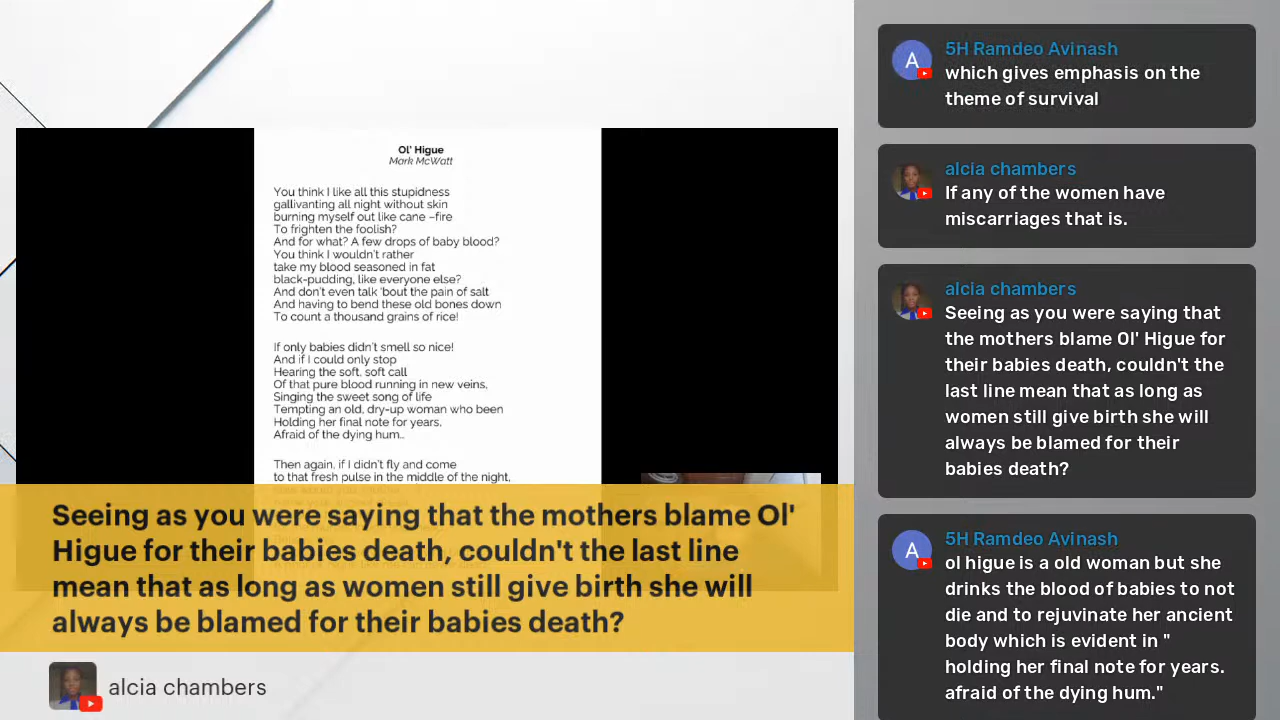 Ol' Higue
Mark McWatt
You think I like all this stupidness
gallivanting all night without skin
burning myself out like cane –fire
To frighten the foolish?
And for what? A few drops of baby blood?
You think I wouldn't rather
take my blood seasoned in fat
black-pudding, like everyone else?
And don't even talk 'bout the pain of salt
And having to bend these old bones down
To count a thousand grains of rice!
If only babies didn't smell so nice!
And if I could only stop
Hearing the soft, soft call
Of that pure blood running in new veins,
Singing the sweet song of life
Tempting an old, dry-up woman who been
Holding her final note for years,
Afraid of the dying hum...
Then again, if I didn't fly and come
to that fresh pulse in the middle of the night,
Seeing as you were saying that the mothers blame Ol'
Higue for their babies death, couldn't the last line
mean that as long as women still give birth she will
always be blamed for their babies death?
alcia chambers
5H Ramdeo Avinash
A
which gives emphasis on the
theme of survival
alcia chambers
If any of the women have
miscarriages that is.
alcia chambers
Seeing as you were saying that
the mothers blame Ol' Higue for
their babies death, couldn't the
last line mean that as long as
women still give birth she will
always be blamed for their
babies death?
5H Ramdeo Avinash
A
ol higue is a old woman but she
drinks the blood of babies to not
die and to rejuvinate her ancient
body which is evident in "
holding her final note for years.
afraid of the dying hum."